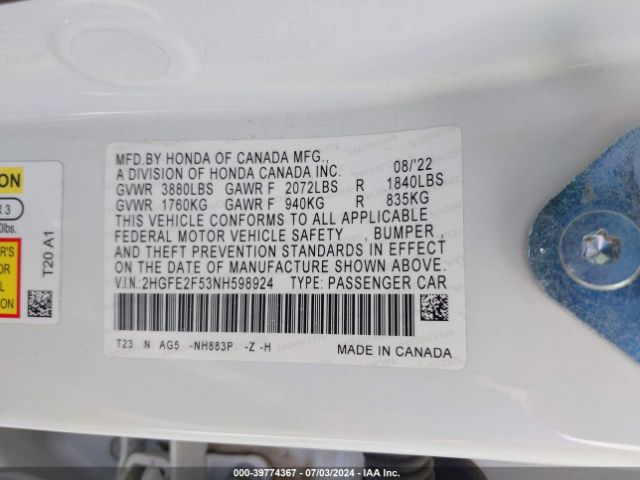 MFD.BY HONDA OF CANADA MFG.,
A DIVISION OF HONDA CANADA INC. 08/'22
GVWR 3880LBS GAWR F 2072LBS R 1840LBS
GVWR 1760KG GAWR F 940KG R 835KG
THIS VEHICLE CONFORMS TO ALL APPLICABLE
FEDERAL MOTOR VEHICLE SAFETY , BUMPER ,
AND THEFT PREVENTION STANDARDS IN EFFECT
ON THE DATE OF MANUFACTURE SHOWN ABOVE.
V.I.N: 2HGFE2F53NH598924 TYPE: PASSENGER CAR
T23 N AG5 -NH883P -Z -H
MADE IN CANADA
T20 A1
000-39774367 - 07/03/2024 - IAA Inc.